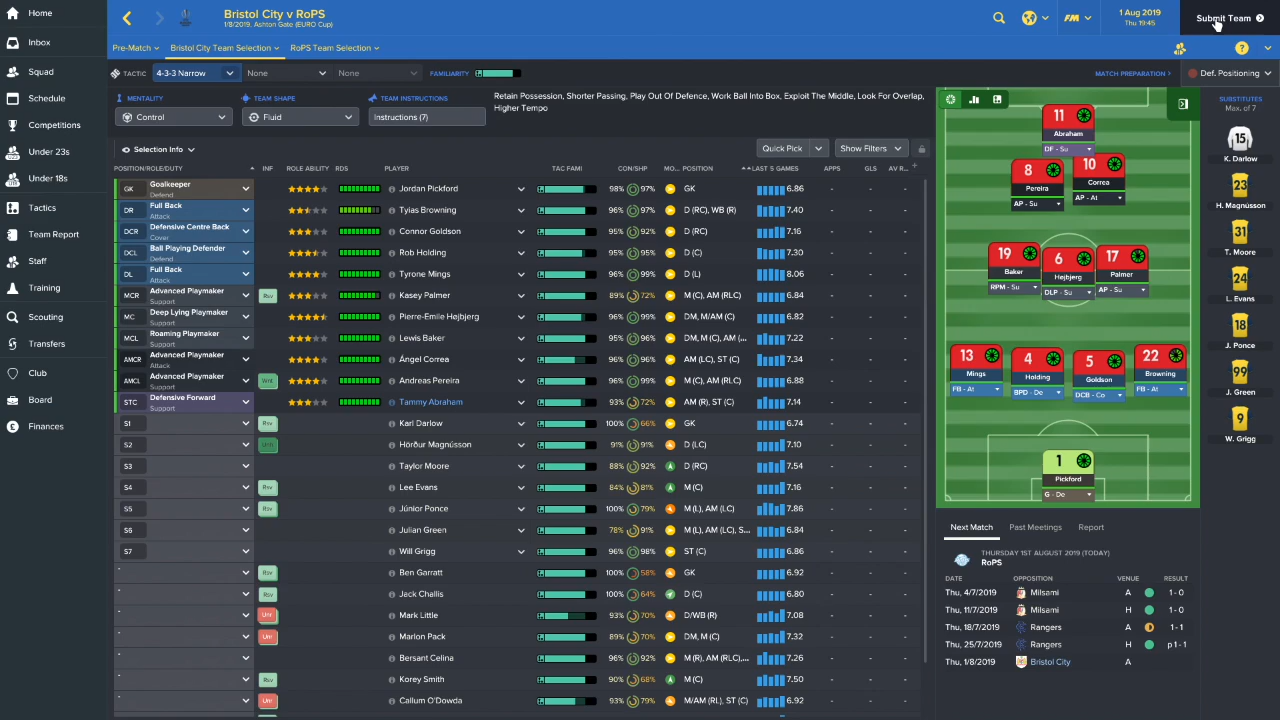 Home
Inbox
Squad
Schedule
Competitions
Under 23s
Under 18s
Tactics
Team Report
Staff
Training
Scouting
Transfers
Club
Board
Finances
Bristol City v RoPS
1/8/2019. Ashton Gate (EURO Cup)
FM
1 Aug 2019
Thu 19:45
Submit Team
Pre-Match
Bristol City Team Selection
RoPS Team Selection
?
TACTIC
4-3-3 Narrow
None
None
FAMILIARITY
MATCH PREPARATION >
Def. Positioning
MENTALITY
Control
TEAM SHAPE
Fluid
TEAM INSTRUCTIONS
Instructions (7)
Retain Possession, Shorter Passing, Play Out Of Defence, Work Ball Into Box, Exploit The Middle, Look For Overlap,
Higher Tempo
Selection Info
Quick Pick
Show Filters
POSITION/ROLE/DUTY INF ROLE ABILITY RDS PLAYER TAC FAMI CON/SHP MO... POSITION LAST 5 GAMES APPS GLS AV R...
GK Goalkeeper Defend Jordan Pickford 98% 97% GK 6.86 - - -
DR Full Back Attack Tyias Browning 96% 97% D (RC), WB (R) 7.40 - - -
DCR Defensive Centre Back Cover Connor Goldson 95% 92% D (RC) 7.16 - - -
DCL Ball Playing Defender Defend Rob Holding 95% 95% D (C) 7.30 - - -
DL Full Back Attack Tyrone Mings 96% 99% D (L) 8.06 - - -
MCR Advanced Playmaker Support Rsv Kasey Palmer 89% 72% M (C), AM (RLC) 6.84 - - -
MC Deep Lying Playmaker Support Pierre-Emile Højbjerg 96% 96% DM, M/AM (C) 6.82 - - -
MCL Roaming Playmaker Support Lewis Baker 95% 96% DM, M (C), AM (... 7.22 - - -
AMCR Advanced Playmaker Attack Ángel Correa 96% 96% AM (LC), ST (C) 7.34 - - -
AMCL Advanced Playmaker Support Wnt Andreas Pereira 96% 99% M (C), AM (RLC) 6.88 - - -
STC Defensive Forward Support Tammy Abraham 93% 72% AM (R), ST (C) 7.14 - - -
S1 Rsv Karl Darlow 100% 66% GK 6.74 - - -
S2 Hördur Magnússon 91% 91% D (LC) 7.10 - - -
S3 Taylor Moore 88% 92% D (RC) 7.54 - - -
S4 Rsv Lee Evans 84% 81% M (C) 7.16 - - -
S5 Rsv Júnior Ponce 100% 79% M (L), AM (LC) 7.86 - - -
S6 Julian Green 78% 91% M (L), AM (LC), S... 6.84 - - -
S7 Will Grigg 96% 98% ST (C) 6.86 - - -
- Rsv Ben Garratt 100% 58% GK 6.92 - - -
- Rsv Jack Challis 100% 64% D (C) 6.80 - - -
- Unr Mark Little 93% 70% D/WB (R) 7.08 - - -
- Unr Marlon Pack 89% 70% DM, M (C) 7.32 - - -
- Bersant Celina 96% 92% M (R), AM (RLC),... 7.26 - - -
- Rsv Korey Smith 90% 68% M (C) 7.50 - - -
- Unr Callum O'Dowda 93% 79% M/AM (RL), ST (C) 6.92 - - -
11
Abraham
DF - Su
8
Pereira
AP - Su
10
Correa
AP - At
19
Baker
RPM - Su
6
Højbjerg
DLP - Su
17
Palmer
AP - Su
13
Mings
FB - At
4
Holding
BPD - De
5
Goldson
DCB - Co
22
Browning
FB - At
1
Pickford
G - De
SUBSTITUTES
Max. of 7
15
K. Darlow
23
H. Magnússon
31
T. Moore
24
L. Evans
18
J. Ponce
99
J. Green
9
W. Grigg
Next Match
Past Meetings
Report
THURSDAY 1ST AUGUST 2019 (TODAY)
RoPS
DATE OPPOSITION VENUE RESULT
Thu, 4/7/2019 Milsami A 1 - 0
Thu, 11/7/2019 Milsami H 1 - 0
Thu, 18/7/2019 Rangers A 1 - 1
Thu, 25/7/2019 Rangers H p 1 - 1
Thu, 1/8/2019 Bristol City A